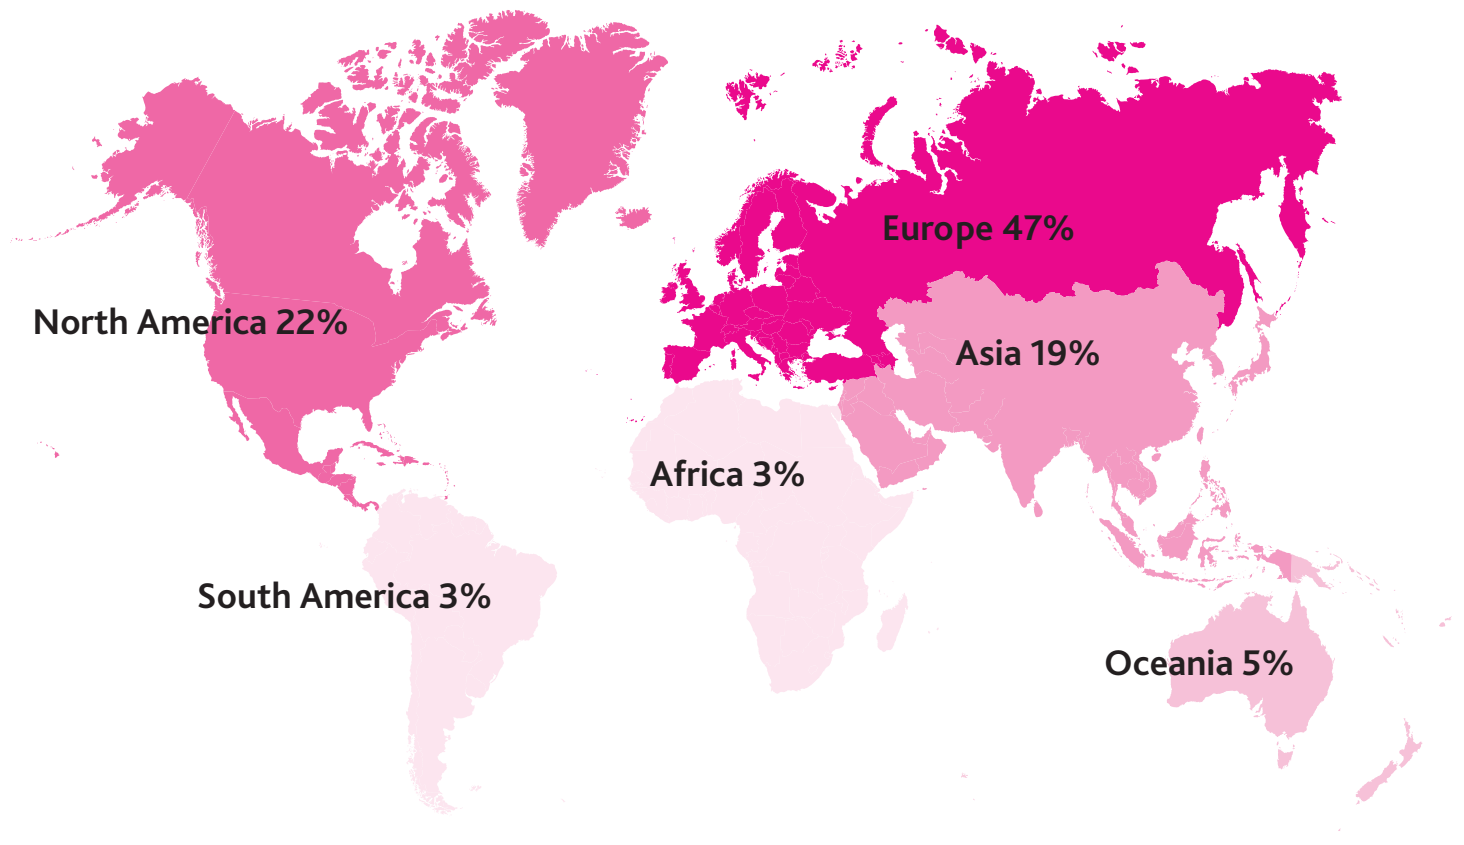 Europe 47%
North America 22%
Asia 19%
Africa 3%
South America 3%
Oceania 5%